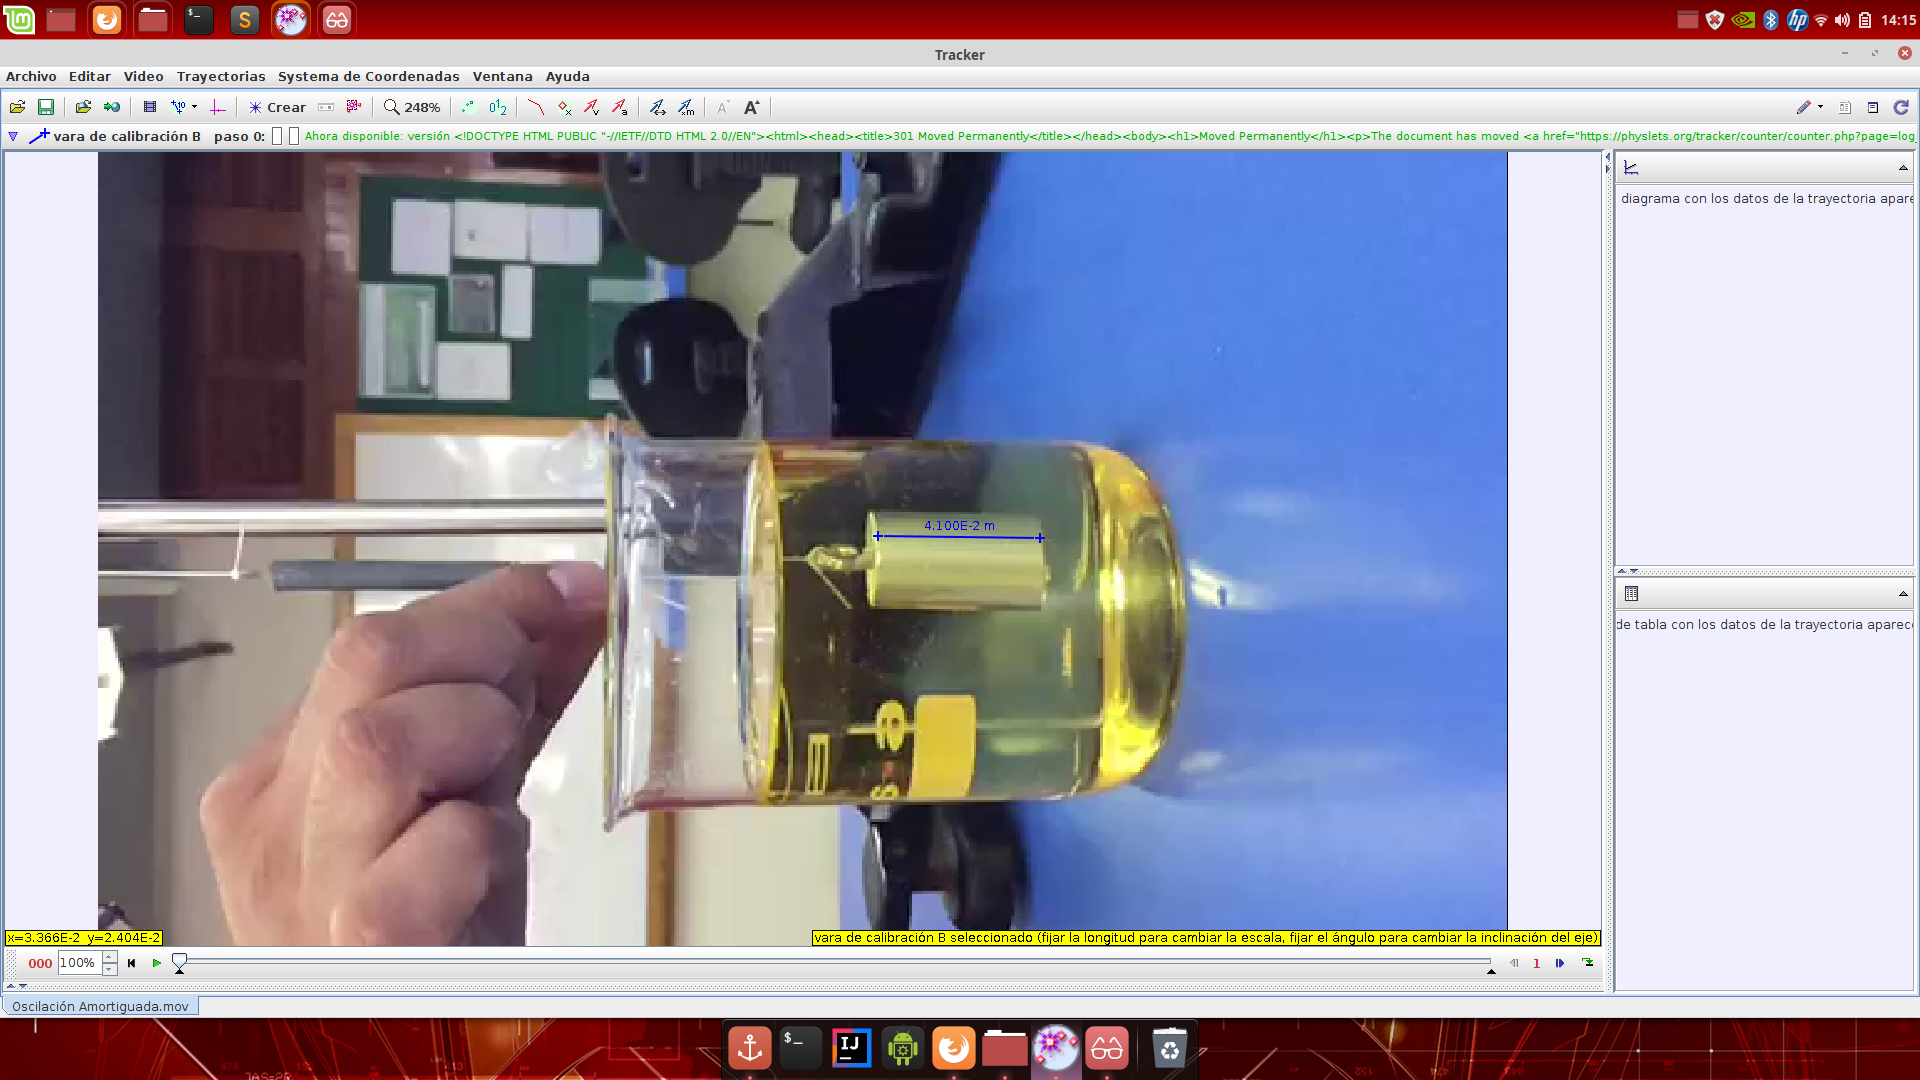 14:15
Tracker
Archivo Editar Video Trayectorias Systema de Coordenadas Ventana Ayuda
Crear 248%
vara de calibración B paso 0: Ahora disponible: versión <!DOCTYPE HTML PUBLIC "-//IETF//DTD HTML 2.0//EN"><html><head><title>301 Moved Permanently</title></head><body><h1>Moved Permanently</h1><p>The document has moved <a href="https://physlets.org/tracker/counter/counter.php?page=log_
diagrama con los datos de la trayectoria apare
4.100E-2 m
de tabla con los datos de la trayectoria aparec
x=3.366E-2 y=2.404E-2
vara de calibración B seleccionado (fijar la longitud para cambiar la escala, fijar el ángulo para cambiar la inclinación del eje)
000 100% 1
Oscilación Amortiguada.mov